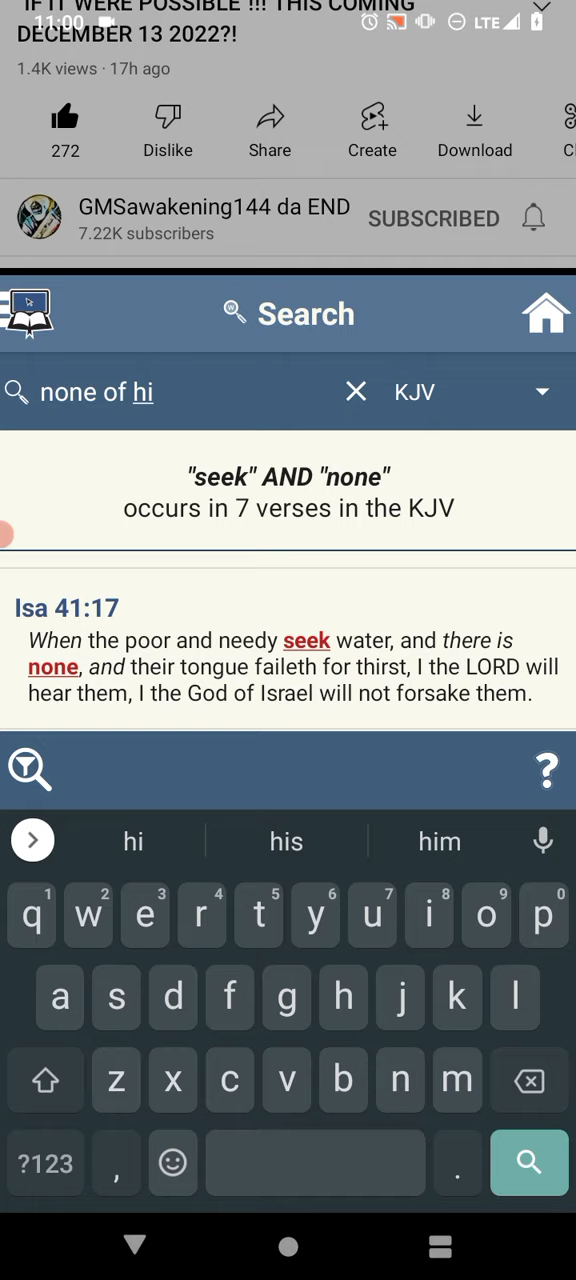 IF IT WERE POSSIBLE !!! THIS COMING
11:00 LTE
DECEMBER 13 2022?!
1.4K views · 17h ago
272 Dislike Share Create Download
GMSawakening144 da END SUBSCRIBED
7.22K subscribers
Search
none of hi KJV
"seek" AND "none"
occurs in 7 verses in the KJV
Isa 41:17
When the poor and needy seek water, and there is
none, and their tongue faileth for thirst, I the LORD will
hear them, I the God of Israel will not forsake them.
?
hi his him
1 2 3 4 5 6 7 8 9 0
q w e r t y u i o p
a s d f g h j k l
z x c v b n m
?123 , .